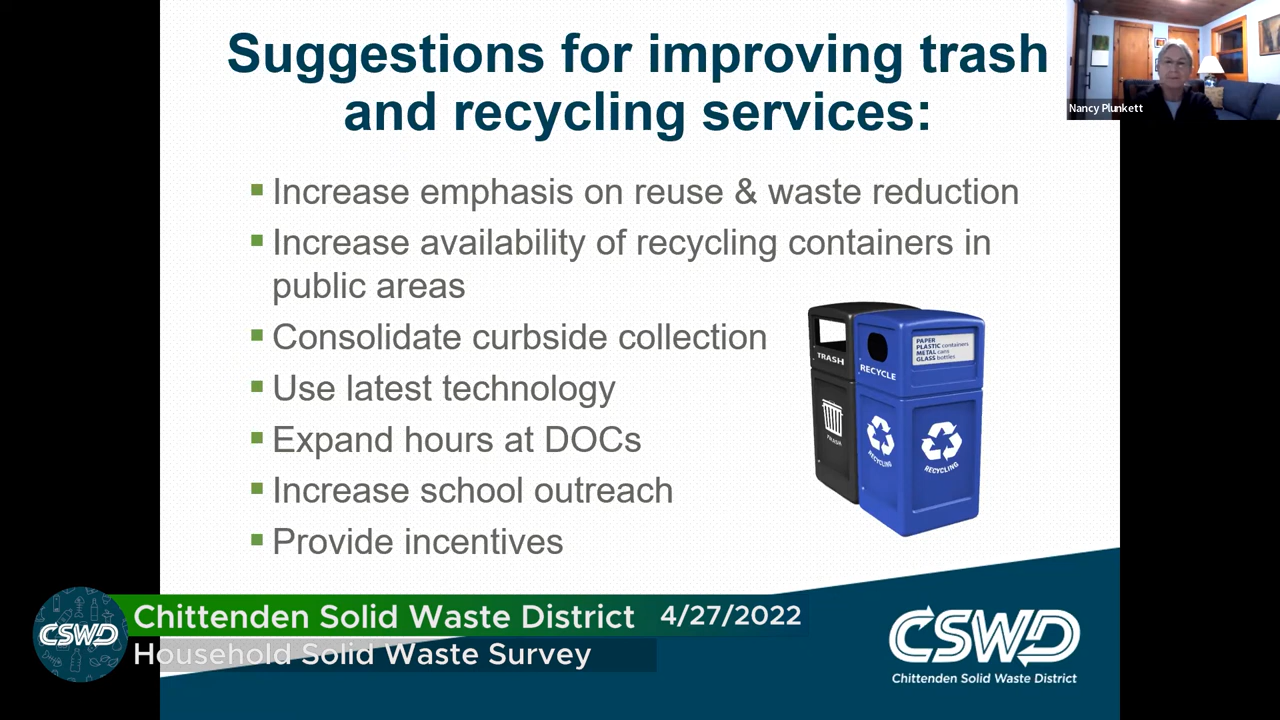 Suggestions for improving trash
and recycling services:
Nancy Plunkett
Increase emphasis on reuse & waste reduction
Increase availability of recycling containers in
public areas
Consolidate curbside collection
Use latest technology
Expand hours at DOCs
Increase school outreach
Provide incentives
TRASH
TRASH
RECYCLE
PAPER
PLASTIC containers
METAL cans
GLASS bottles
RECYCLING
RECYCLING
CSWD
Chittenden Solid Waste District 4/27/2022
Household Solid Waste Survey
CSWD
Chittenden Solid Waste District